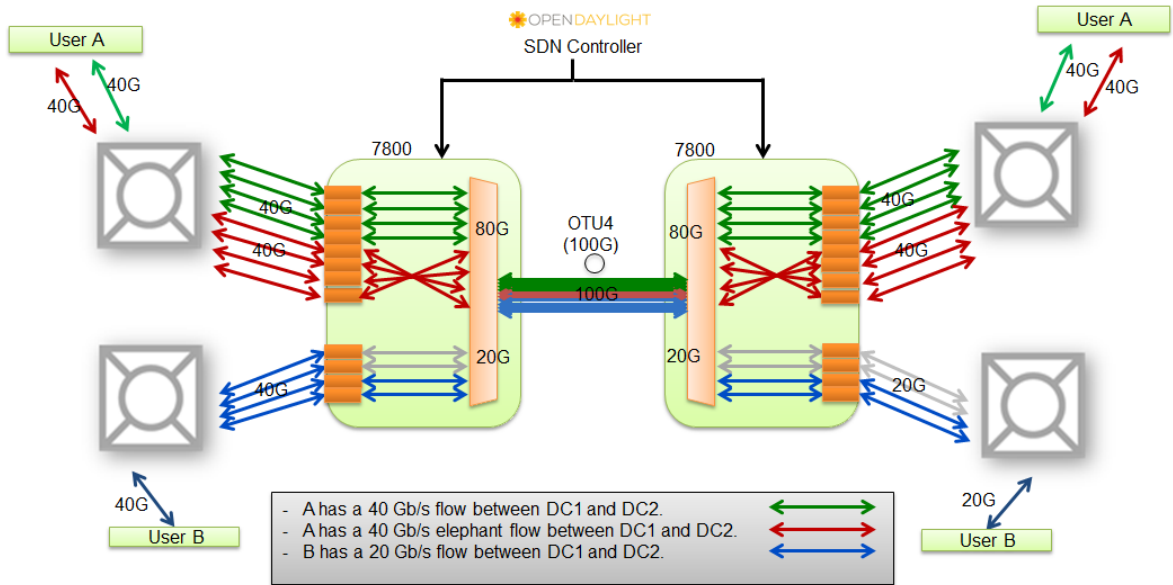 OPENDAYLIGHT
SDN Controller
User A
User A
40G
40G
40G
40G
7800
7800
40G
40G
80G
OTU4
(100G)
80G
40G
40G
100G
20G
20G
40G
20G
40G
20G
User B
User B
- A has a 40 Gb/s flow between DC1 and DC2.
- A has a 40 Gb/s elephant flow between DC1 and DC2.
- B has a 20 Gb/s flow between DC1 and DC2.